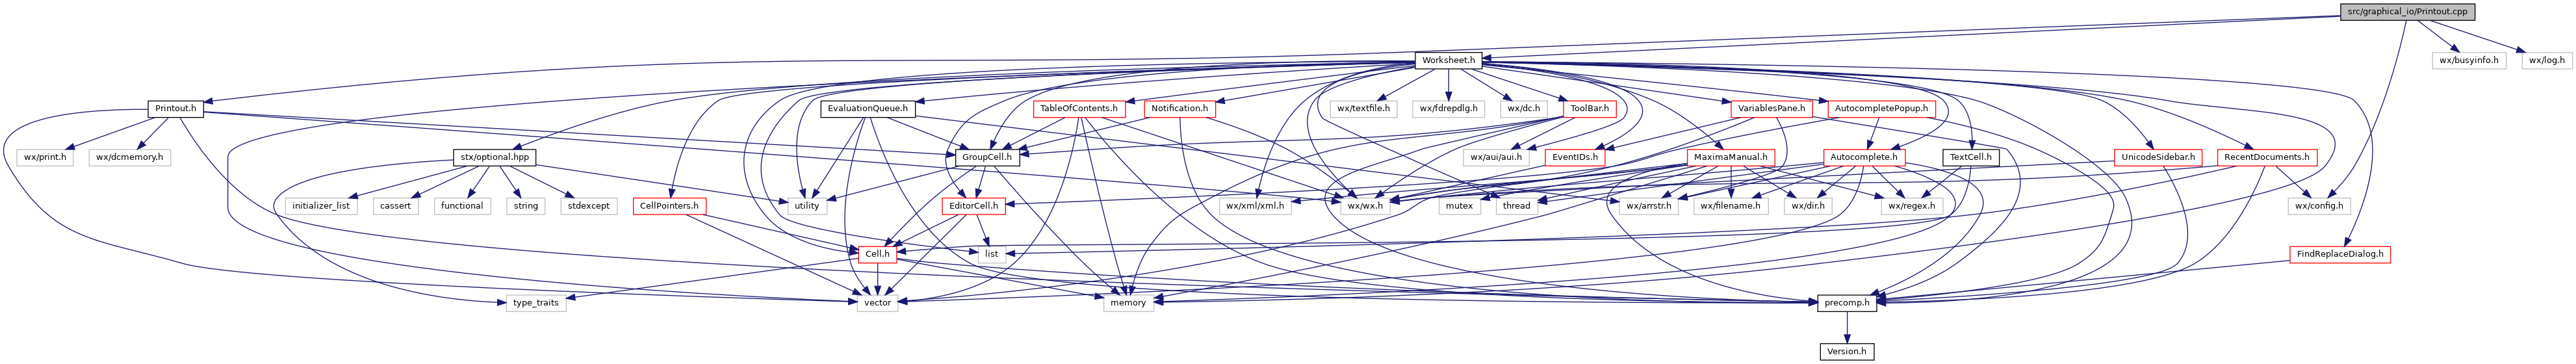 src/graphical_io/Printout.cpp
Worksheet.h
wx/busyinfo.h
wx/log.h
Printout.h
EvaluationQueue.h
TableOfContents.h
Notification.h
wx/textfile.h
wx/fdrepdlg.h
wx/dc.h
ToolBar.h
VariablesPane.h
AutocompletePopup.h
wx/print.h
wx/dcmemory.h
stx/optional.hpp
GroupCell.h
wx/aui/aui.h
EventIDs.h
MaximaManual.h
Autocomplete.h
TextCell.h
UnicodeSidebar.h
RecentDocuments.h
initializer_list
cassert
functional
string
stdexcept
CellPointers.h
utility
EditorCell.h
wx/xml/xml.h
wx/wx.h
mutex
thread
wx/arrstr.h
wx/filename.h
wx/dir.h
wx/regex.h
wx/config.h
Cell.h
list
FindReplaceDialog.h
type_traits
vector
memory
precomp.h
Version.h